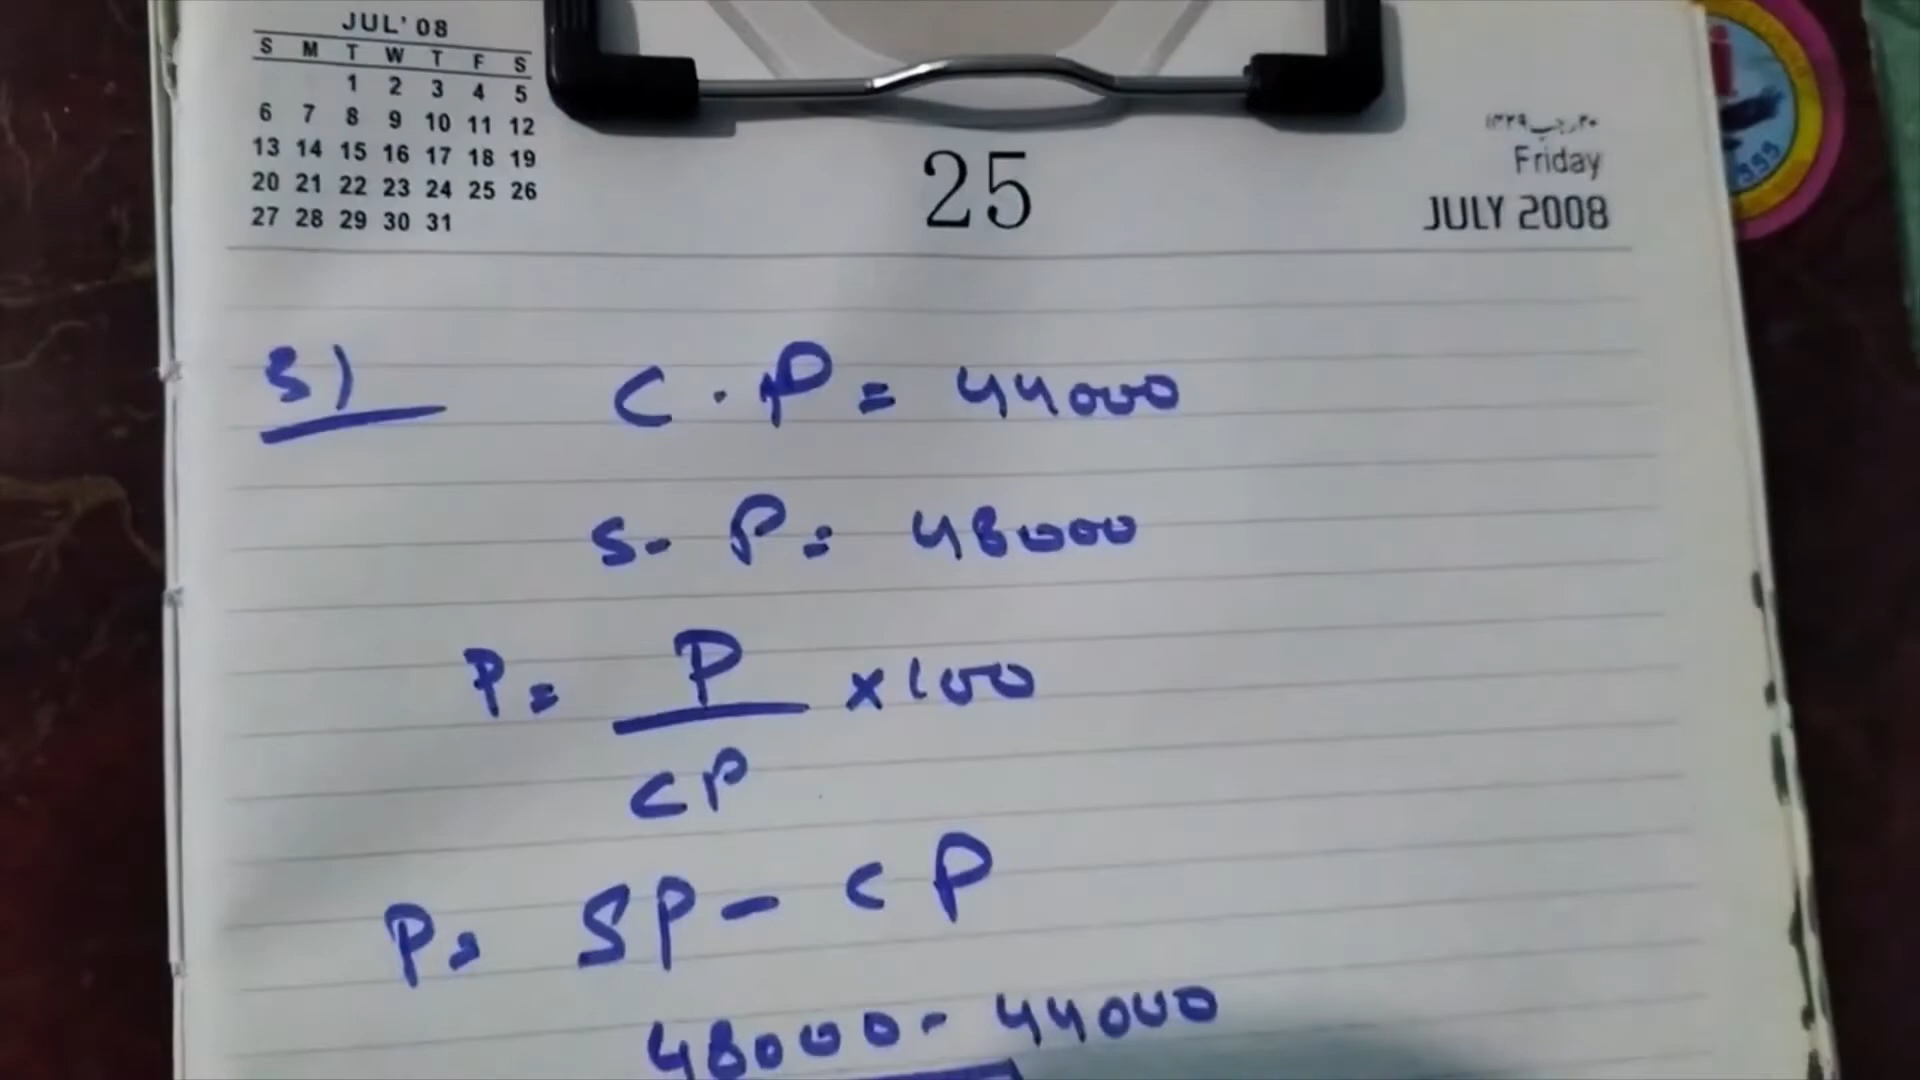 JUL'08
S M T W T F S
1 2 3 4 5
6 7 8 9 10 11 12
13 14 15 16 17 18 19
20 21 22 23 24 25 26
27 28 29 30 31
25
Friday
JULY 2008
3) C.P = 44000
S. P = 48000
P = P / CP × 100
P = SP - CP
48000 - 44000